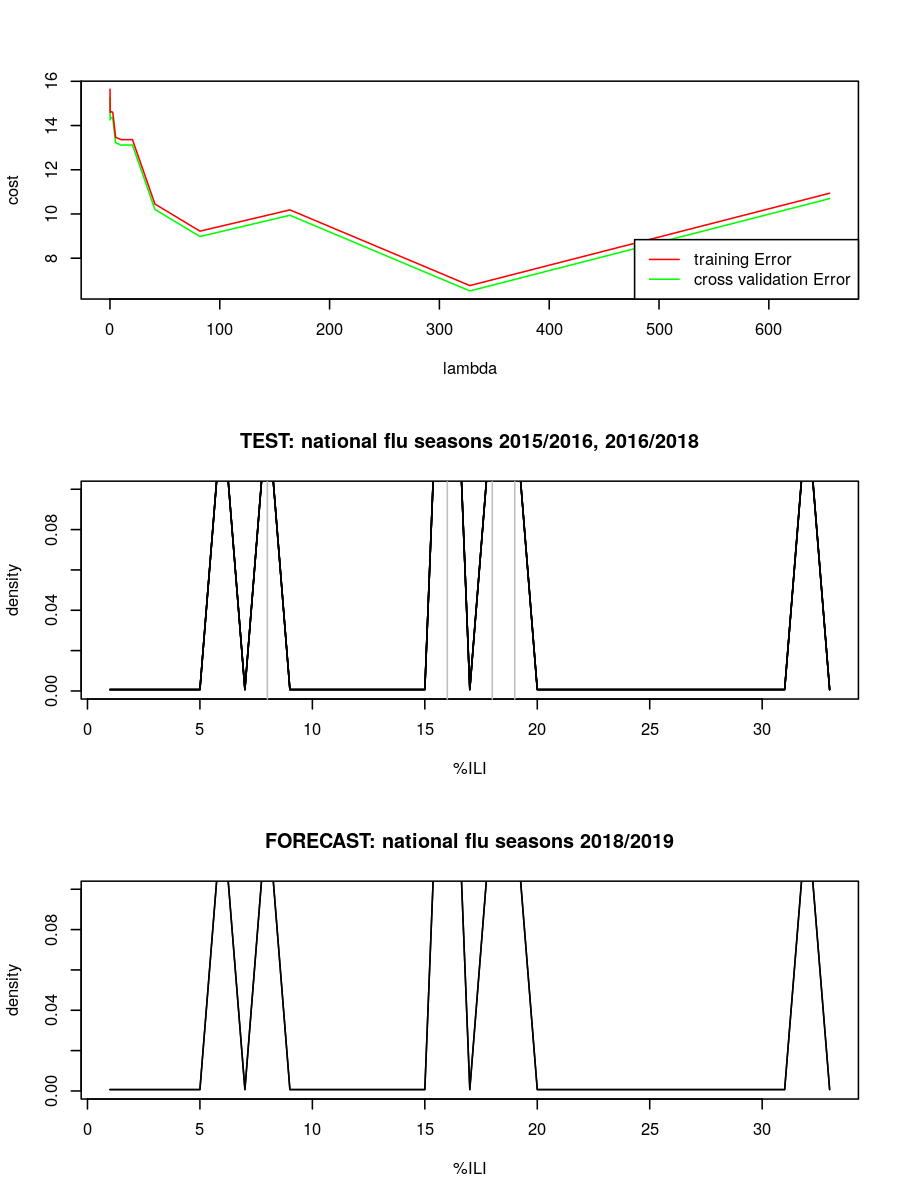 16
14
12
10
8
cost
training Error
cross validation Error
0 100 200 300 400 500 600
lambda
TEST: national flu seasons 2015/2016, 2016/2018
0.08
0.04
0.00
density
0 5 10 15 20 25 30
%ILI
FORECAST: national flu seasons 2018/2019
0.08
0.04
0.00
density
0 5 10 15 20 25 30
%ILI